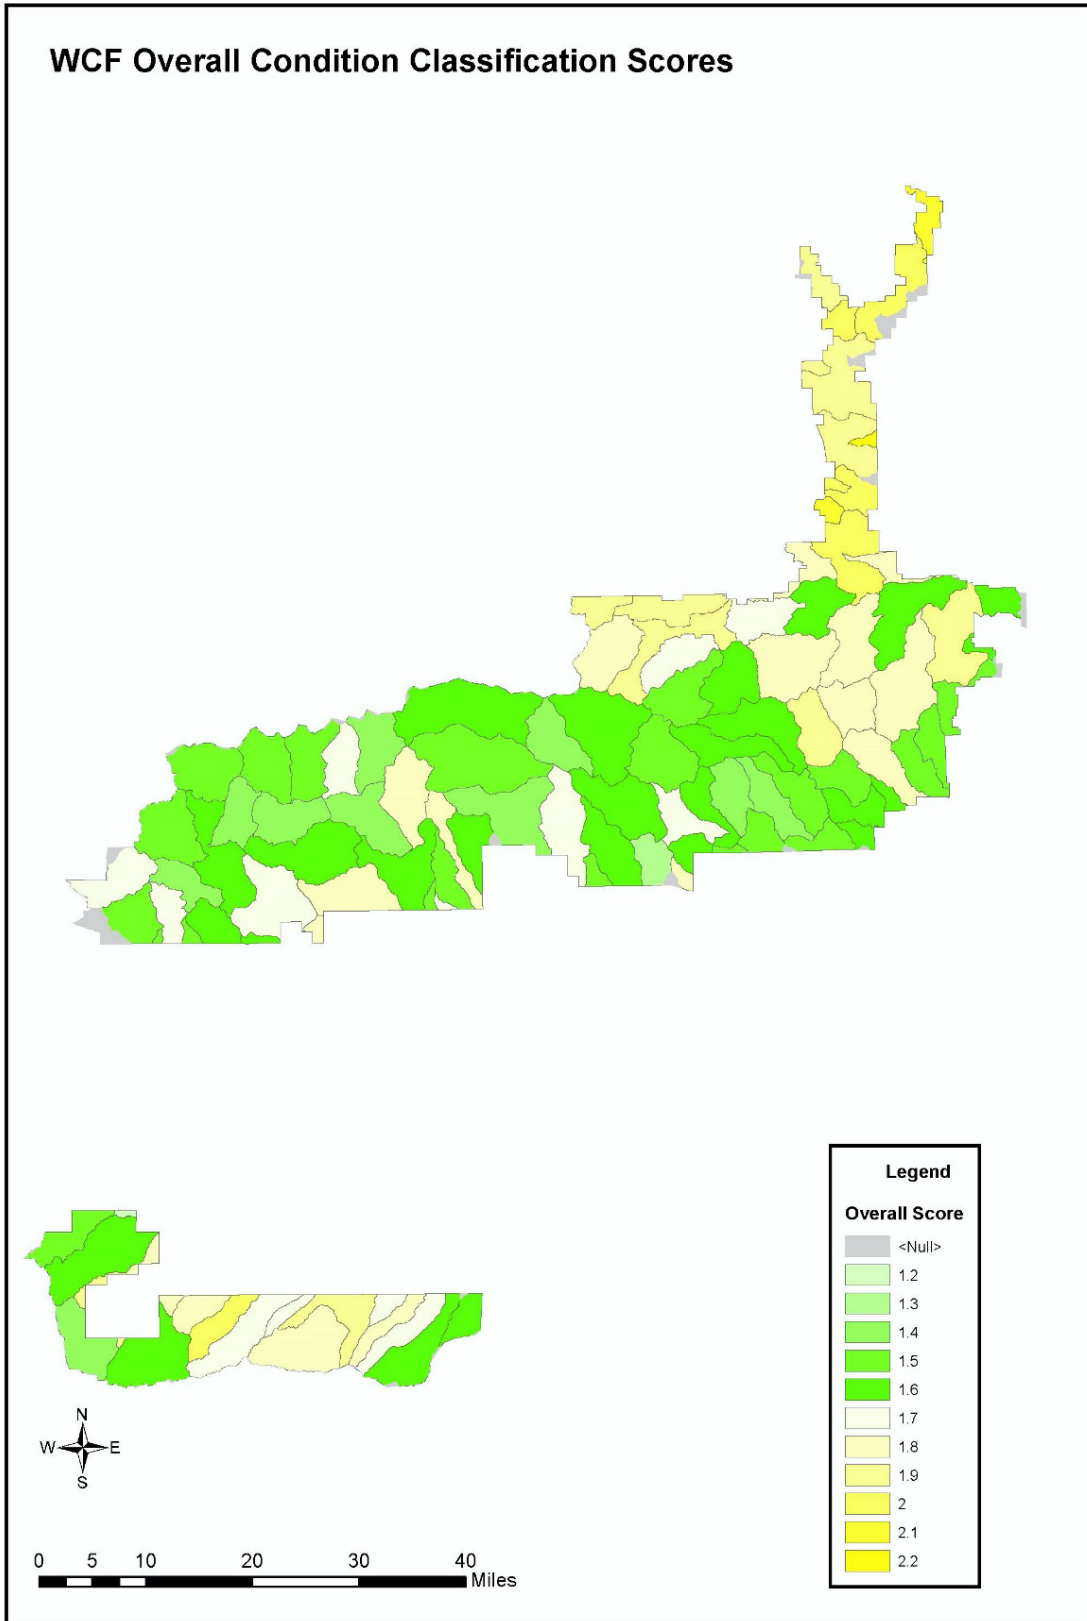 WCF Overall Condition Classification Scores
Legend
Overall Score
<Null>
1.2
1.3
1.4
1.5
1.6
1.7
1.8
1.9
2
2.1
2.2
N
W E
S
0 5 10 20 30 40
Miles